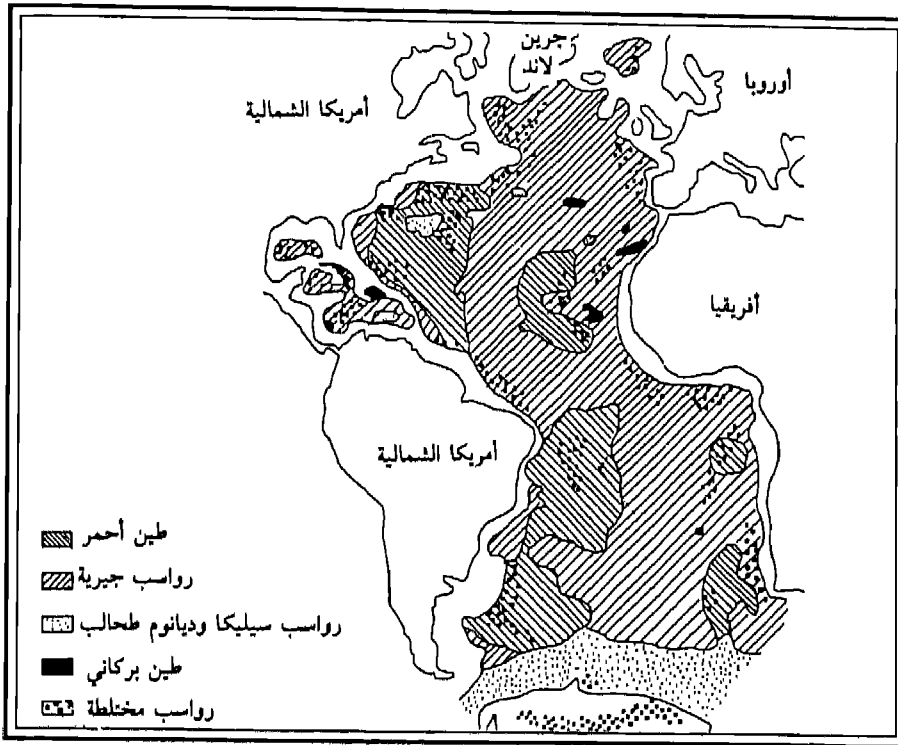 جرين
لاند
أوروبا
أمريكا الشمالية
أفريقيا
أمريكا الشمالية
طين أحمر
رواسب جيرية
رواسب سيليكا وديانوم طحالب
طين بركاني
رواسب مختلطة